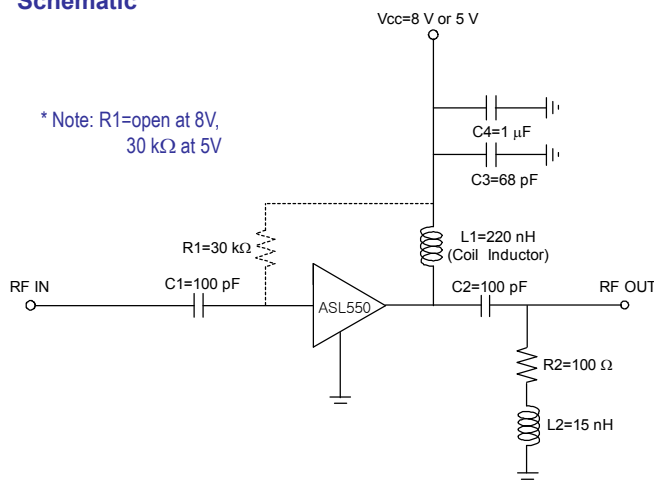 Schematic
Vcc=8 V or 5 V
* Note: R1=open at 8V,
30 kΩ at 5V
C4=1 μF
C3=68 pF
R1=30 kΩ
L1=220 nH
(Coil Inductor)
RF IN
C1=100 pF
ASL550
C2=100 pF
RF OUT
R2=100 Ω
L2=15 nH